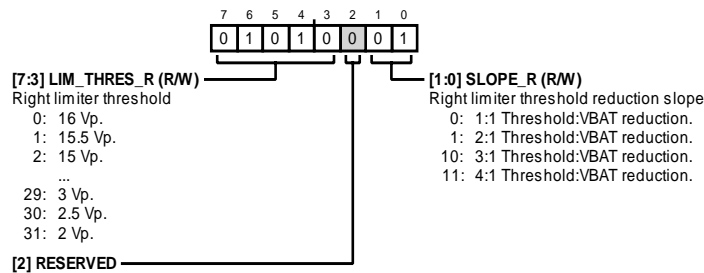 7 6 5 4 3 2 1 0
0 1 0 1 0 0 0 1
[7:3] LIM_THRES_R (R/W)
Right limiter threshold
0: 16 Vp.
1: 15.5 Vp.
2: 15 Vp.
...
29: 3 Vp.
30: 2.5 Vp.
31: 2 Vp.
[2] RESERVED
[1:0] SLOPE_R (R/W)
Right limiter threshold reduction slope
0: 1:1 Threshold:VBAT reduction.
1: 2:1 Threshold:VBAT reduction.
10: 3:1 Threshold:VBAT reduction.
11: 4:1 Threshold:VBAT reduction.